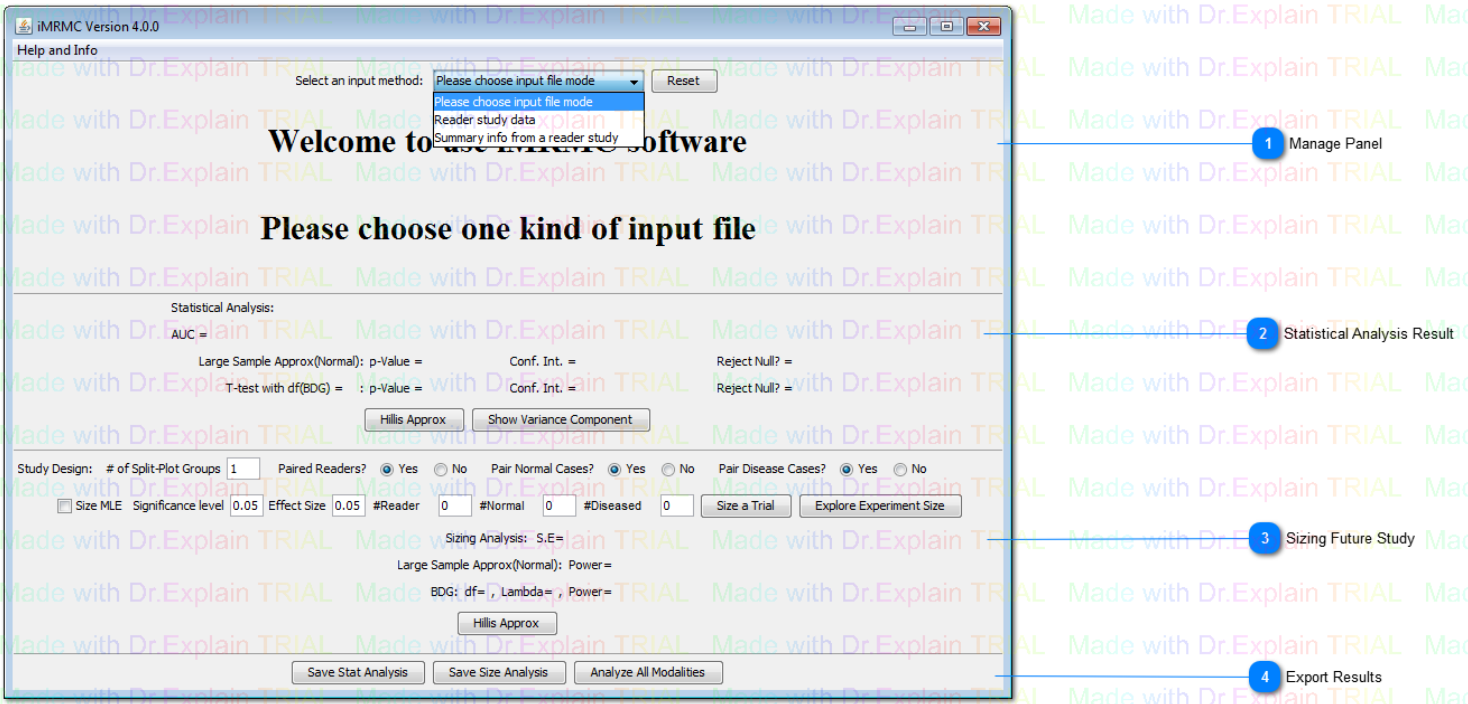 iMRMC Version 4.0.0
Help and Info
Select an input method: Please choose input file mode Reset
Please choose input file mode
Reader study data
Summary info from a reader study
Welcome to use iMRMC software
Please choose one kind of input file
Statistical Analysis:
AUC =
Large Sample Approx(Normal): p-Value = Conf. Int. = Reject Null? =
T-test with df(BDG) = : p-Value = Conf. Int. = Reject Null? =
Hillis Approx Show Variance Component
Study Design: # of Split-Plot Groups 1 Paired Readers? Yes No Pair Normal Cases? Yes No Pair Disease Cases? Yes No
Size MLE Significance level 0.05 Effect Size 0.05 #Reader 0 #Normal 0 #Diseased 0 Size a Trial Explore Experiment Size
Sizing Analysis: S.E=
Large Sample Approx(Normal): Power=
BDG: df= , Lambda= , Power=
Hillis Approx
Save Stat Analysis Save Size Analysis Analyze All Modalities
1 Manage Panel
2 Statistical Analysis Result
3 Sizing Future Study
4 Export Results
Made with Dr.Explain TRIAL